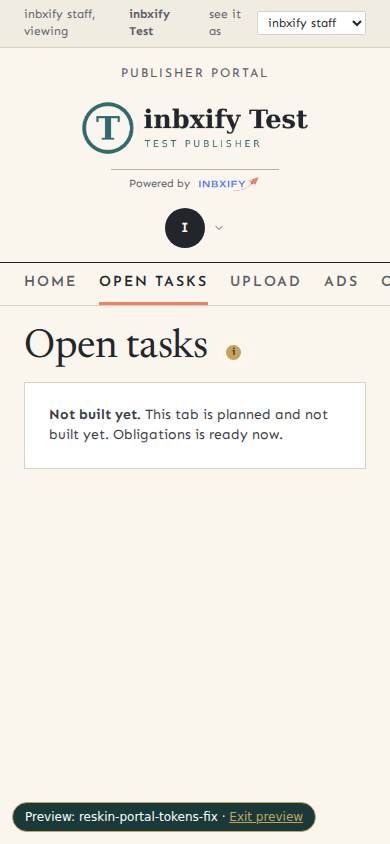 inbxify staff, viewing inbxify Test see it as inbxify staff
PUBLISHER PORTAL
T inbxify Test
TEST PUBLISHER
Powered by INBXIFY
I
HOME OPEN TASKS UPLOAD ADS
Open tasks i
Not built yet. This tab is planned and not
built yet. Obligations is ready now.
Preview: reskin-portal-tokens-fix · Exit preview